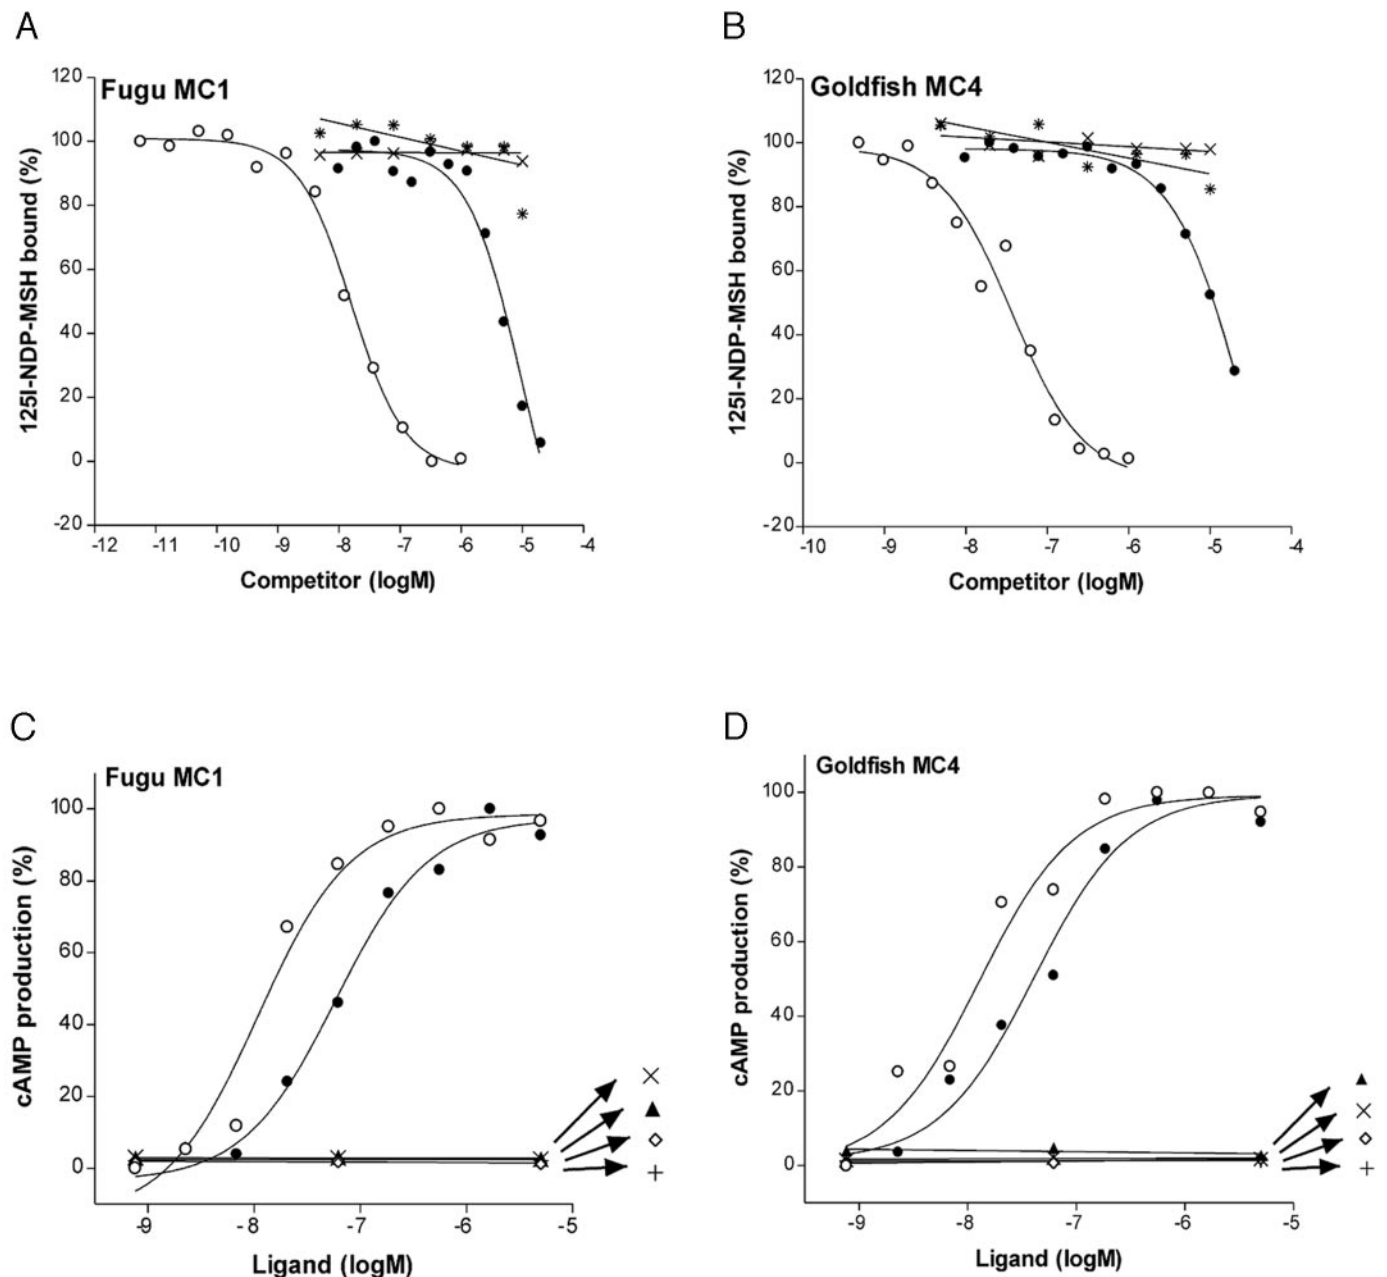 A
Fugu MC1
125I-NDP-MSH bound (%)
120
100
80
60
40
20
0
-20
-12 -11 -10 -9 -8 -7 -6 -5 -4
Competitor (logM)
B
Goldfish MC4
125I-NDP-MSH bound (%)
120
100
80
60
40
20
0
-20
-10 -9 -8 -7 -6 -5 -4
Competitor (logM)
C
Fugu MC1
cAMP production (%)
100
80
60
40
20
0
-9 -8 -7 -6 -5
Ligand (logM)
D
Goldfish MC4
cAMP production (%)
100
80
60
40
20
0
-9 -8 -7 -6 -5
Ligand (logM)